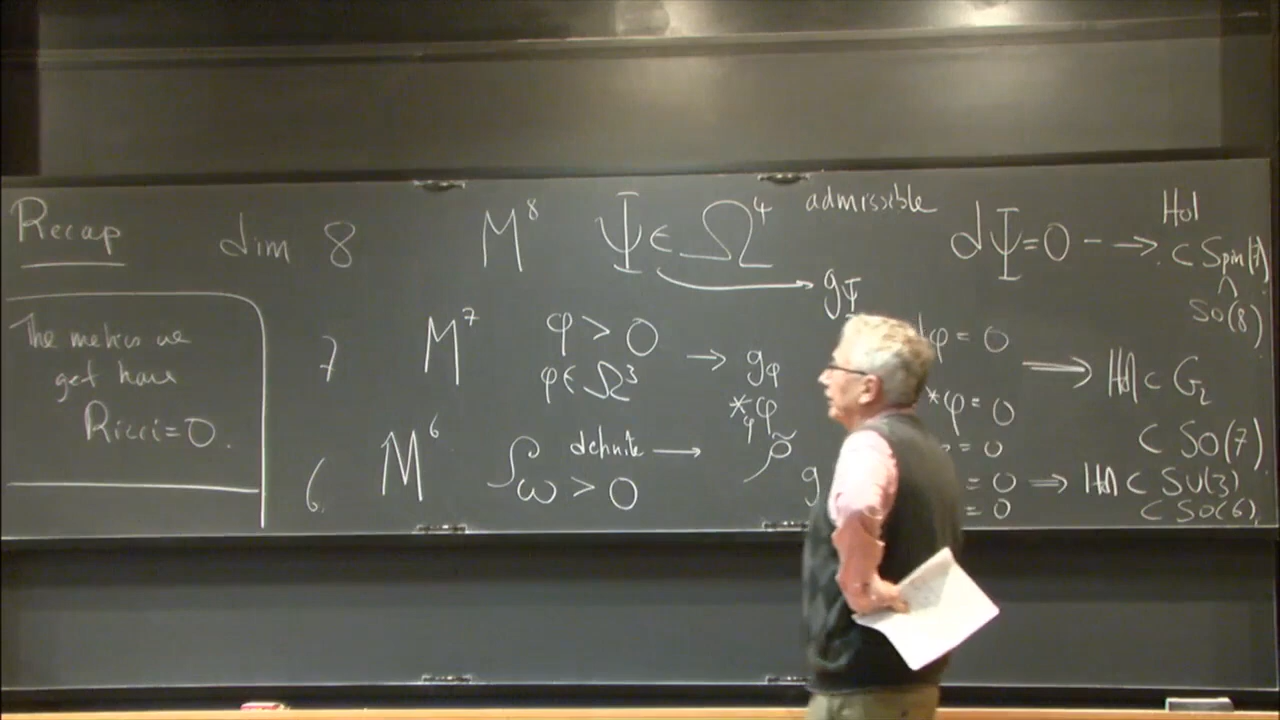 Recap dim 8 M⁸ Ψ ∈ Ω⁴ admissible dΨ=0 --→ Hol ⊂ Spin(7)
g_Ψ
∧
SO(8)
The metrics we
get have
Ricci=0.
7 M⁷ φ > 0 → g_φ φ = 0 ⟹ Hol ⊂ G₂
φ ∈ Ω³ *_φ φ *φ = 0
⊂ SO(7)
6. M⁶ ρ definite → ρ̃ = 0
ω > 0 g = 0 ⟹ Hol ⊂ SU(3)
= 0 ⊂ SO(6),